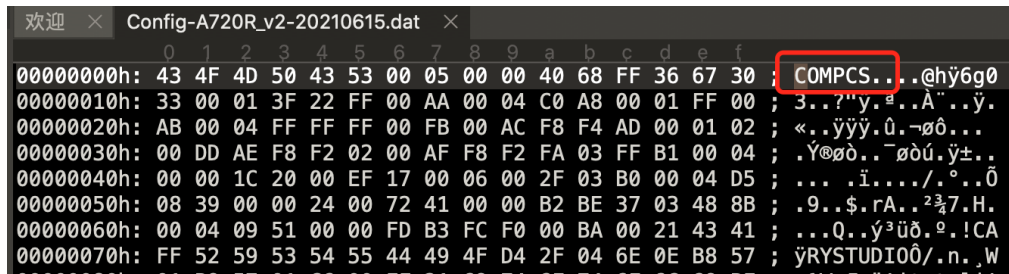 欢迎 × Config-A720R_v2-20210615.dat ×
0 1 2 3 4 5 6 7 8 9 a b c d e f
00000000h: 43 4F 4D 50 43 53 00 05 00 00 40 68 FF 36 67 30 ; COMPCS....@hÿ6g0
00000010h: 33 00 01 3F 22 FF 00 AA 00 04 C0 A8 00 01 FF 00 ; 3..?"ÿ.ª..À¨..ÿ.
00000020h: AB 00 04 FF FF FF 00 FB 00 AC F8 F4 AD 00 01 02 ; «..ÿÿÿ.û.¬øô...
00000030h: 00 DD AE F8 F2 02 00 AF F8 F2 FA 03 FF B1 00 04 ; .Ý®øò..¯øòú.ÿ±..
00000040h: 00 00 1C 20 00 EF 17 00 06 00 2F 03 B0 00 04 D5 ; ... .ï..../.°..Õ
00000050h: 08 39 00 00 24 00 72 41 00 00 B2 BE 37 03 48 8B ; .9..$.rA..²¾7.H.
00000060h: 00 04 09 51 00 00 FD B3 FC F0 00 BA 00 21 43 41 ; ...Q..ý³üð.º.!CA
00000070h: FF 52 59 53 54 55 44 49 4F D4 2F 04 6E 0E B8 57 ; ÿRYSTUDIOÔ/.n.¸W